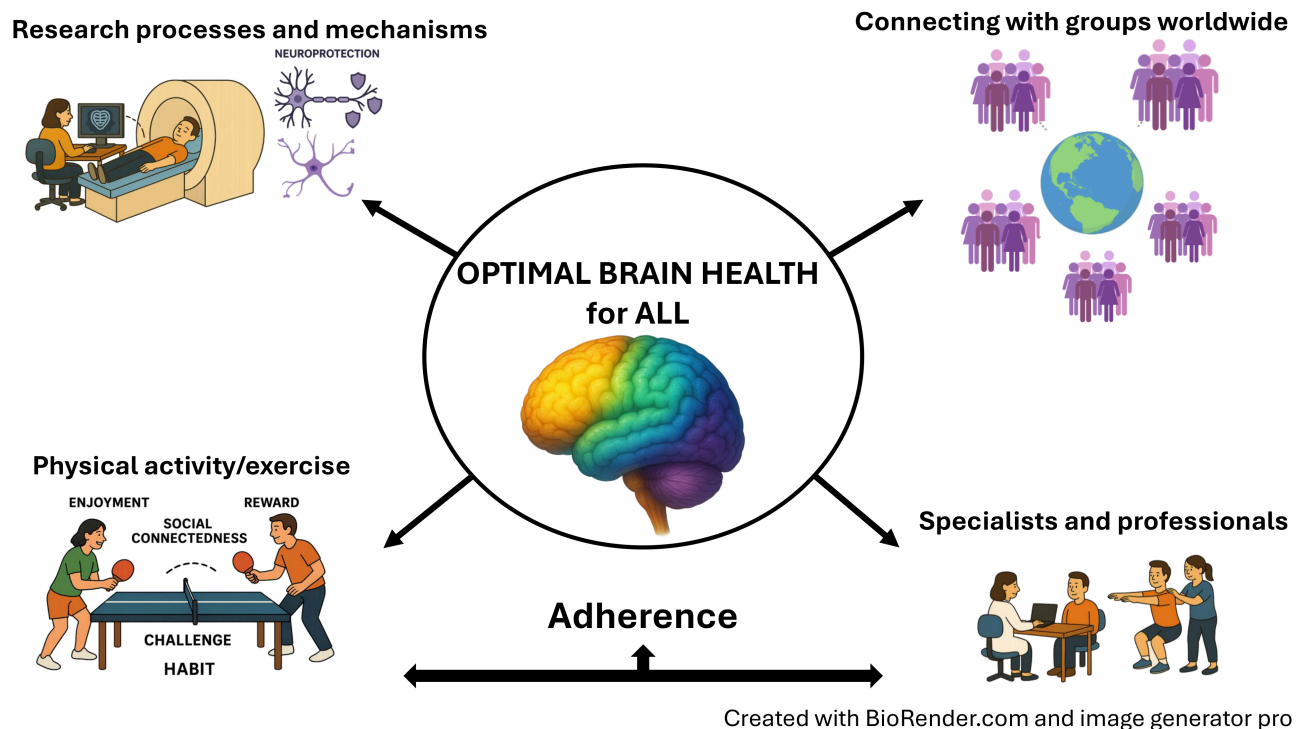 Research processes and mechanisms
NEUROPROTECTION
Connecting with groups worldwide
OPTIMAL BRAIN HEALTH
for ALL
Physical activity/exercise
ENJOYMENT
REWARD
SOCIAL
CONNECTEDNESS
CHALLENGE
HABIT
Specialists and professionals
Adherence
Created with BioRender.com and image generator pro